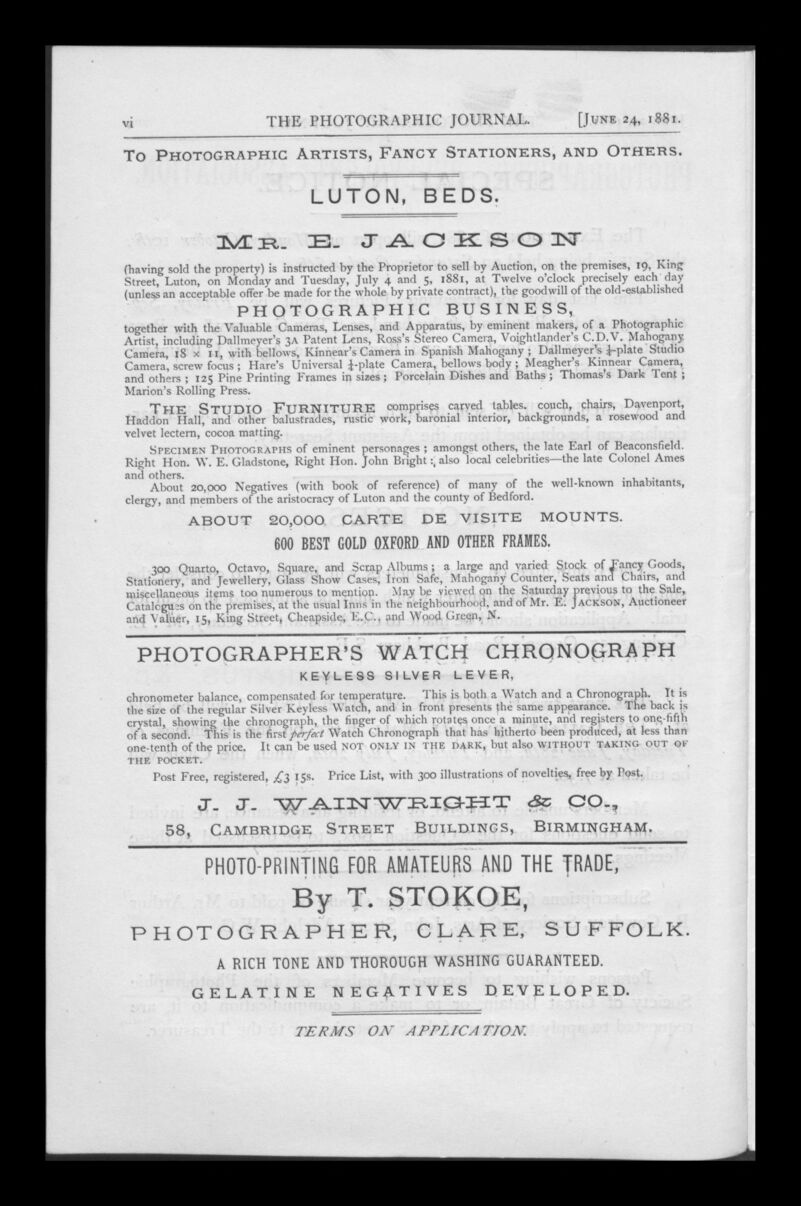 vi THE PHOTOGRAPHIC JOURNAL. [JUNE 24, 1881.
TO PHOTOGRAPHIC ARTISTS, FANCY STATIONERS, AND OTHERS.
LUTON, BEDS.
MR. E. JACKSON
(having sold the property) is instructed by the Proprietor to sell by Auction, on the premises, 19, King
Street, Luton, on Monday and Tuesday, July 4 and 5, 1881, at Twelve o'clock precisely each day
(unless an acceptable offer be made for the whole by private contract), the goodwill of the old-established
PHOTOGRAPHIC BUSINESS,
together with the Valuable Cameras, Lenses, and Apparatus, by eminent makers, of a Photographic
Artist, including Dallmeyer's 3A Patent Lens, Ross's Stereo Camera, Voightlander's C.D.V. Mahogany
Camera, 18 × 11, with bellows, Kinnear's Camera in Spanish Mahogany ; Dallmeyer's ¼-plate Studio
Camera, screw focus ; Hare's Universal ¼-plate Camera, bellows body ; Meagher's Kinnear Camera,
and others ; 125 Pine Printing Frames in sizes ; Porcelain Dishes and Baths ; Thomas's Dark Tent ;
Marion's Rolling Press.
THE STUDIO FURNITURE comprises carved tables, couch, chairs, Davenport,
Haddon Hall, and other balustrades, rustic work, baronial interior, backgrounds, a rosewood and
velvet lectern, cocoa matting.
SPECIMEN PHOTOGRAPHS of eminent personages ; amongst others, the late Earl of Beaconsfield.
Right Hon. W. E. Gladstone, Right Hon. John Bright ; also local celebrities—the late Colonel Ames
and others.
About 20,000 Negatives (with book of reference) of many of the well-known inhabitants,
clergy, and members of the aristocracy of Luton and the county of Bedford.
ABOUT 20,000 CARTE DE VISITE MOUNTS.
600 BEST GOLD OXFORD AND OTHER FRAMES.
300 Quarto, Octavo, Square, and Scrap Albums ; a large and varied Stock of Fancy Goods,
Stationery, and Jewellery, Glass Show Cases, Iron Safe, Mahogany Counter, Seats and Chairs, and
miscellaneous items too numerous to mention. May be viewed on the Saturday previous to the Sale,
Catalogues on the premises, at the usual Inns in the neighbourhood, and of Mr. E. JACKSON, Auctioneer
and Valuer, 15, King Street, Cheapside, E.C., and Wood Green, N.
PHOTOGRAPHER'S WATCH CHRONOGRAPH
KEYLESS SILVER LEVER,
chronometer balance, compensated for temperature. This is both a Watch and a Chronograph. It is
the size of the regular Silver Keyless Watch, and in front presents the same appearance. The back is
crystal, showing the chronograph, the finger of which rotates once a minute, and registers to one-fifth
of a second. This is the first perfect Watch Chronograph that has hitherto been produced, at less than
one-tenth of the price. It can be used NOT ONLY IN THE DARK, but also WITHOUT TAKING OUT OF
THE POCKET.
Post Free, registered, £3 15s. Price List, with 300 illustrations of novelties, free by Post.
J. J. WAINWRIGHT & CO.,
58, CAMBRIDGE STREET BUILDINGS, BIRMINGHAM.
PHOTO-PRINTING FOR AMATEURS AND THE TRADE,
By T. STOKOE,
PHOTOGRAPHER, CLARE, SUFFOLK.
A RICH TONE AND THOROUGH WASHING GUARANTEED.
GELATINE NEGATIVES DEVELOPED.
TERMS ON APPLICATION.